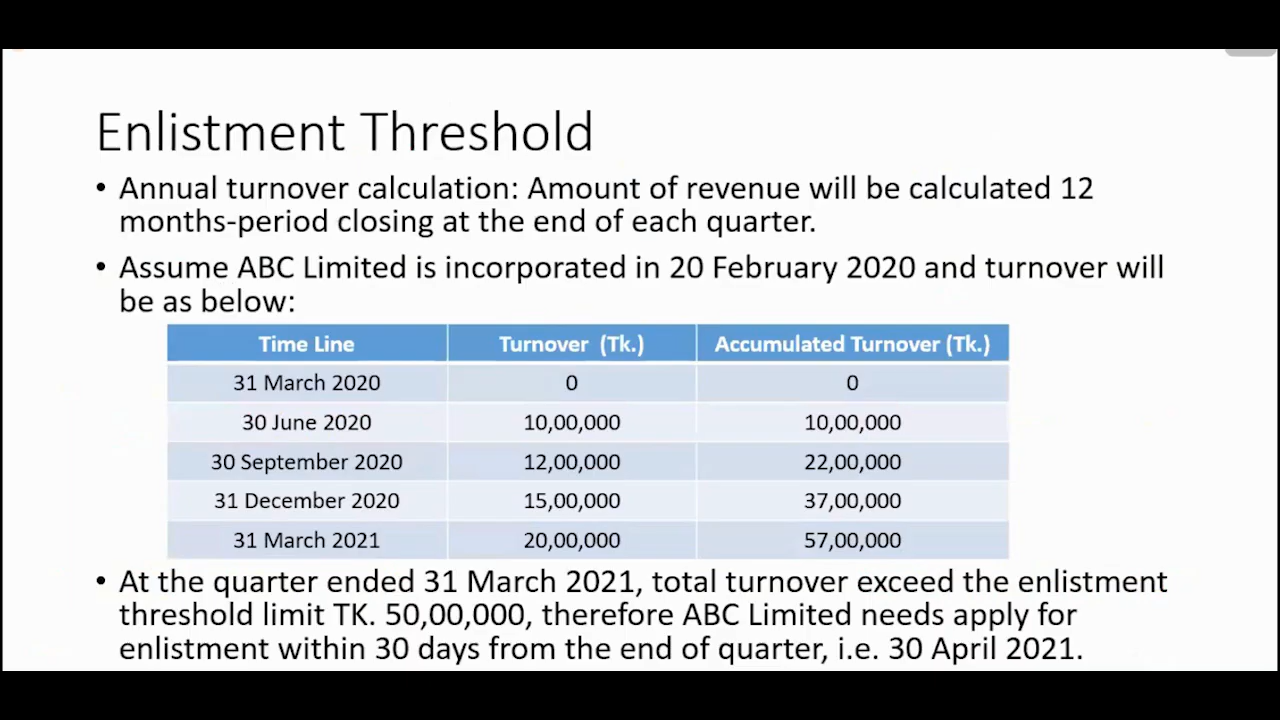 Enlistment Threshold
• Annual turnover calculation: Amount of revenue will be calculated 12
months-period closing at the end of each quarter.
• Assume ABC Limited is incorporated in 20 February 2020 and turnover will
be as below:
Time Line Turnover (Tk.) Accumulated Turnover (Tk.)
31 March 2020 0 0
30 June 2020 10,00,000 10,00,000
30 September 2020 12,00,000 22,00,000
31 December 2020 15,00,000 37,00,000
31 March 2021 20,00,000 57,00,000
• At the quarter ended 31 March 2021, total turnover exceed the enlistment
threshold limit TK. 50,00,000, therefore ABC Limited needs apply for
enlistment within 30 days from the end of quarter, i.e. 30 April 2021.